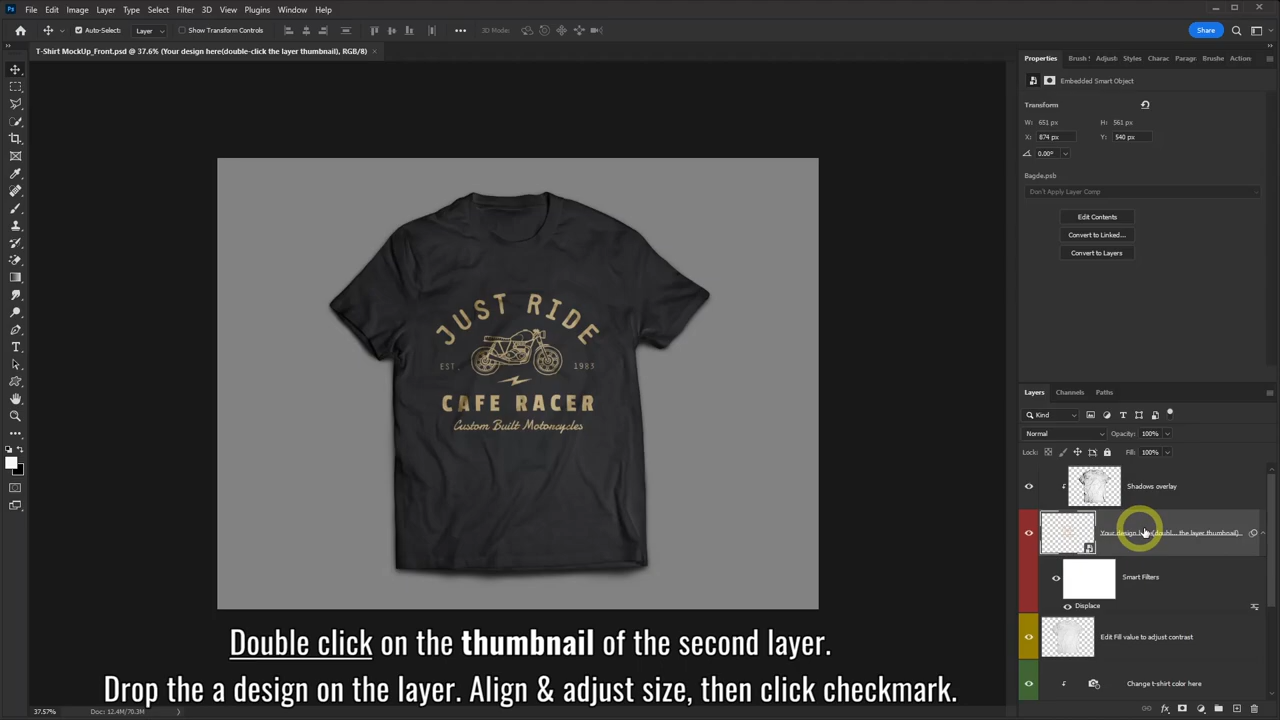 Ps File Edit Image Layer Type Select Filter 3D View Plugins Window Help
Auto-Select: Layer Show Transform Controls 3D Mode: Share
T-Shirt MockUp_Front.psd @ 37.6% (Your design here(double-click the layer thumbnail), RGB/8) ×
Properties Brush Adjust Styles Charac Paragr Brushe Action
Embedded Smart Object
Transform
W: 651 px H: 561 px
X: 874 px Y: 540 px
0.00°
Bagde.psb
Don't Apply Layer Comp
Edit Contents
Convert to Linked...
Convert to Layers
JUST RIDE
EST. 1983
CAFE RACER
Custom Built Motorcycles
Layers Channels Paths
Kind
Normal Opacity: 100%
Lock: Fill: 100%
Shadows overlay
Your design here(doubl... the layer thumbnail)
Smart Filters
Displace
Edit Fill value to adjust contrast
Change t-shirt color here
Double click on the thumbnail of the second layer.
Drop the a design on the layer. Align & adjust size, then click checkmark.
37.57% Doc: 12.4M/70.3M